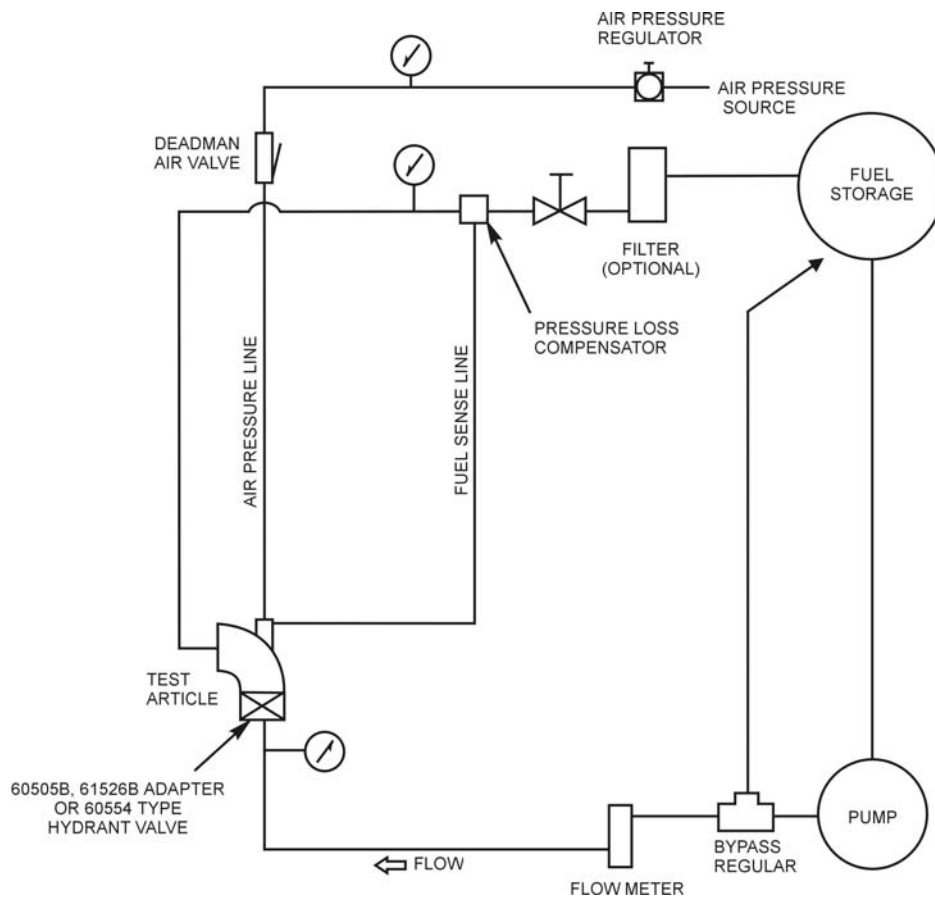 AIR PRESSURE
REGULATOR
AIR PRESSURE
SOURCE
DEADMAN
AIR VALVE
FUEL
STORAGE
FILTER
(OPTIONAL)
PRESSURE LOSS
COMPENSATOR
AIR PRESSURE LINE
FUEL SENSE LINE
TEST
ARTICLE
60505B, 61526B ADAPTER
OR 60554 TYPE
HYDRANT VALVE
FLOW
FLOW METER
BYPASS
REGULAR
PUMP